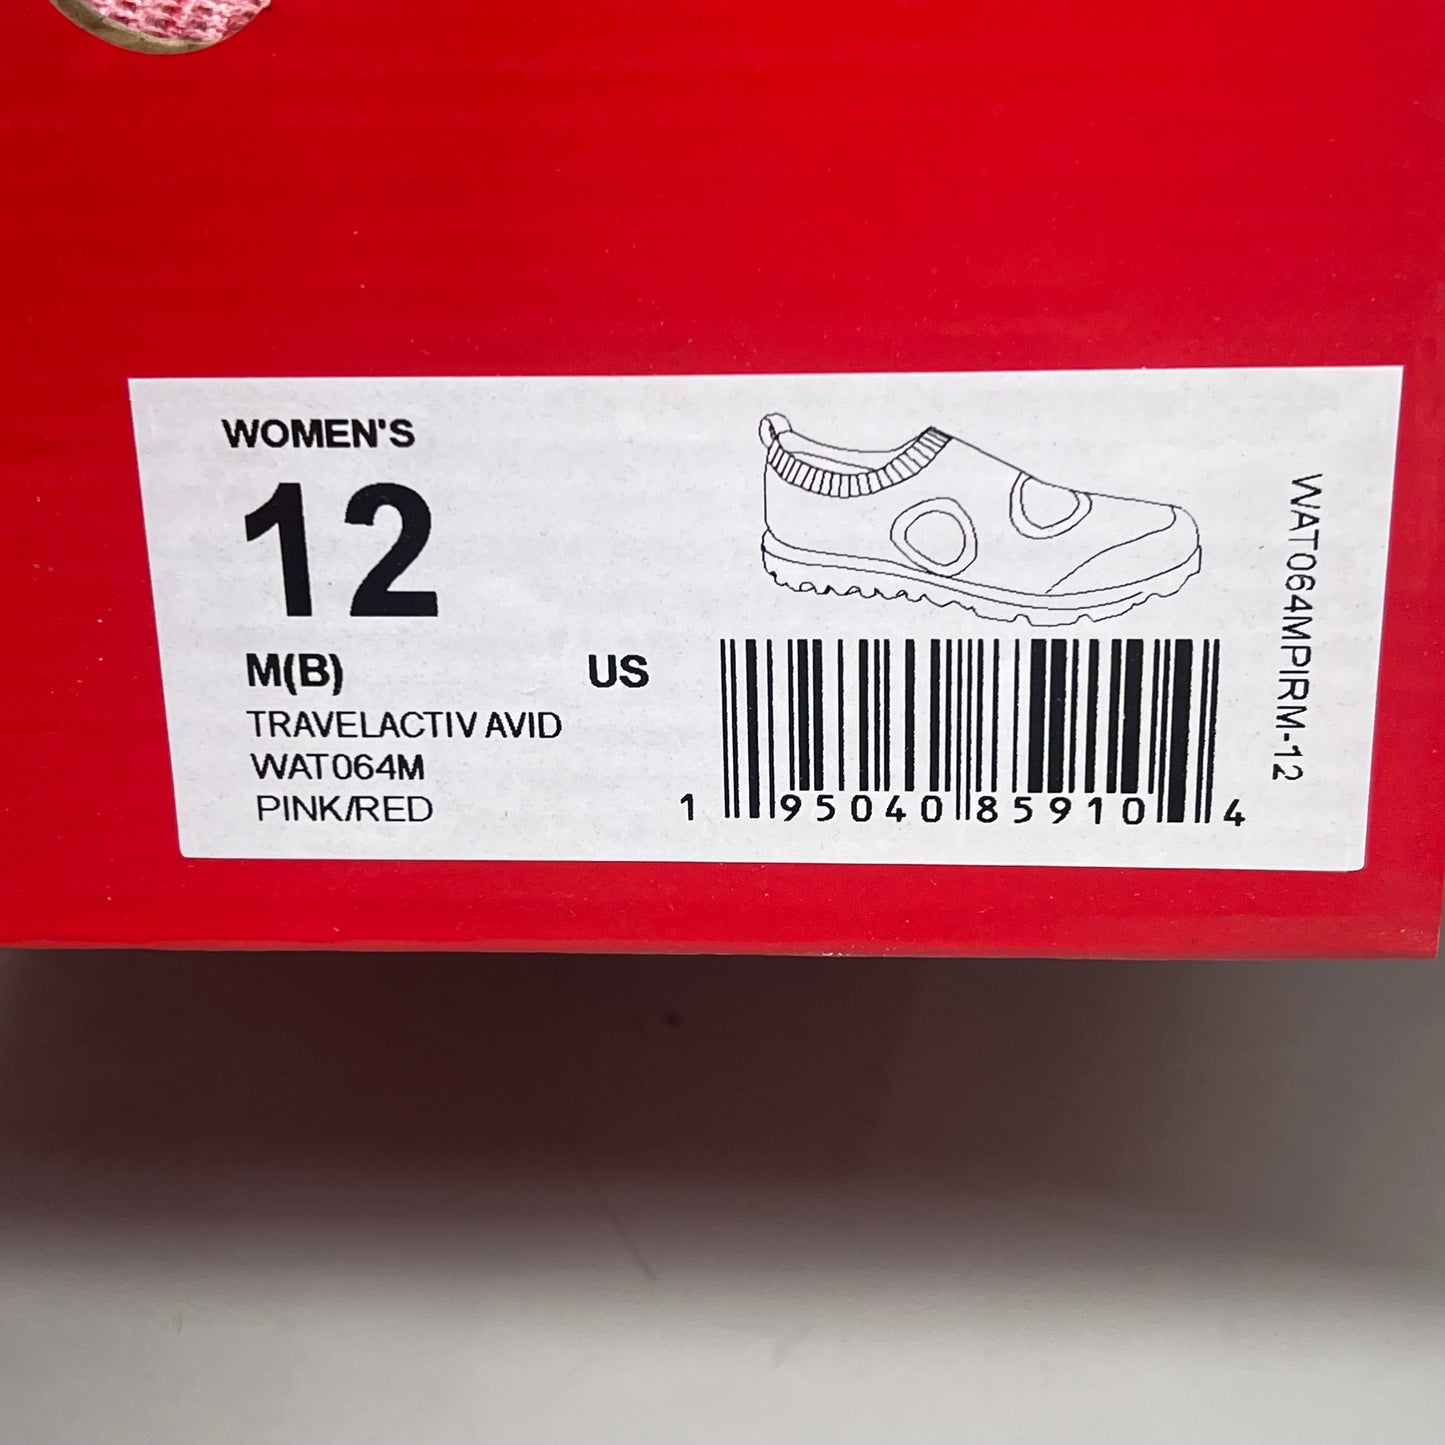 WOMEN'S
12
M(B) US
TRAVELACTIV AVID
WAT064M
PINK/RED
1 95040 85910 4
WAT064MPIRM-12